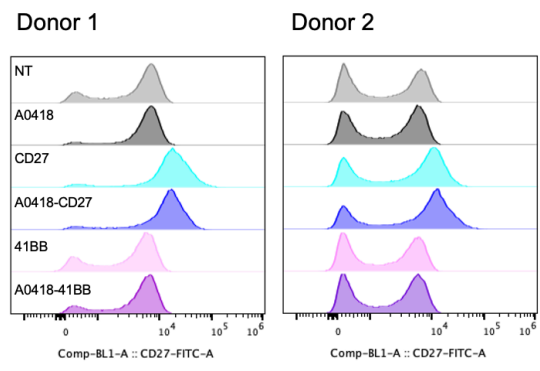 Donor 1 Donor 2
NT
A0418
CD27
A0418-CD27
41BB
A0418-41BB
0 10⁴ 10⁵ 10⁶ 0 10⁴ 10⁵ 10⁶
Comp-BL1-A :: CD27-FITC-A Comp-BL1-A :: CD27-FITC-A